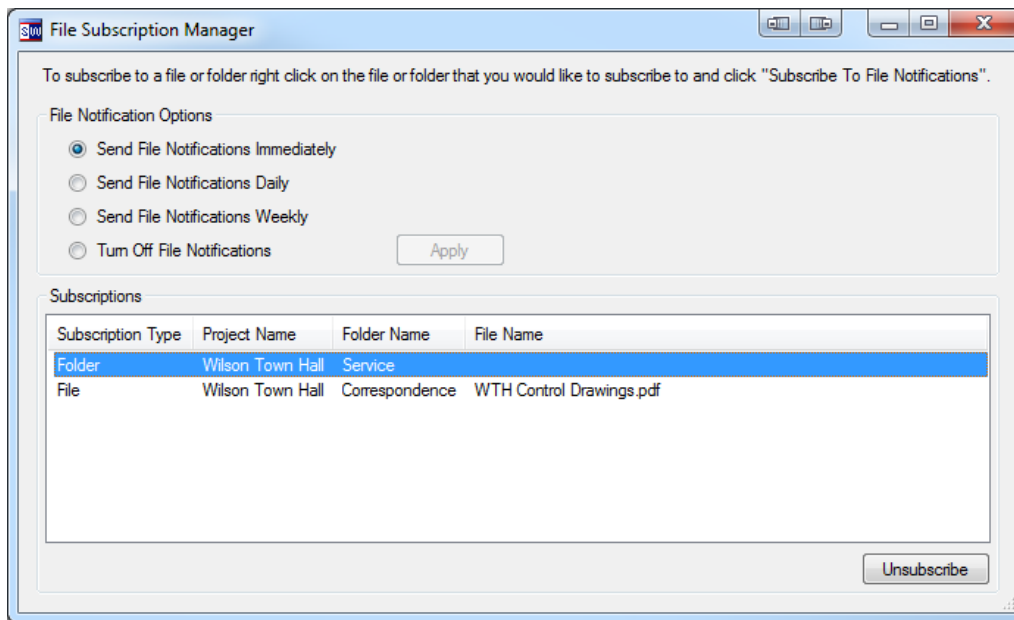 SW File Subscription Manager
To subscribe to a file or folder right click on the file or folder that you would like to subscribe to and click "Subscribe To File Notifications".
File Notification Options
Send File Notifications Immediately
Send File Notifications Daily
Send File Notifications Weekly
Turn Off File Notifications Apply
Subscriptions
Subscription Type Project Name Folder Name File Name
Folder Wilson Town Hall Service
File Wilson Town Hall Correspondence WTH Control Drawings.pdf
Unsubscribe